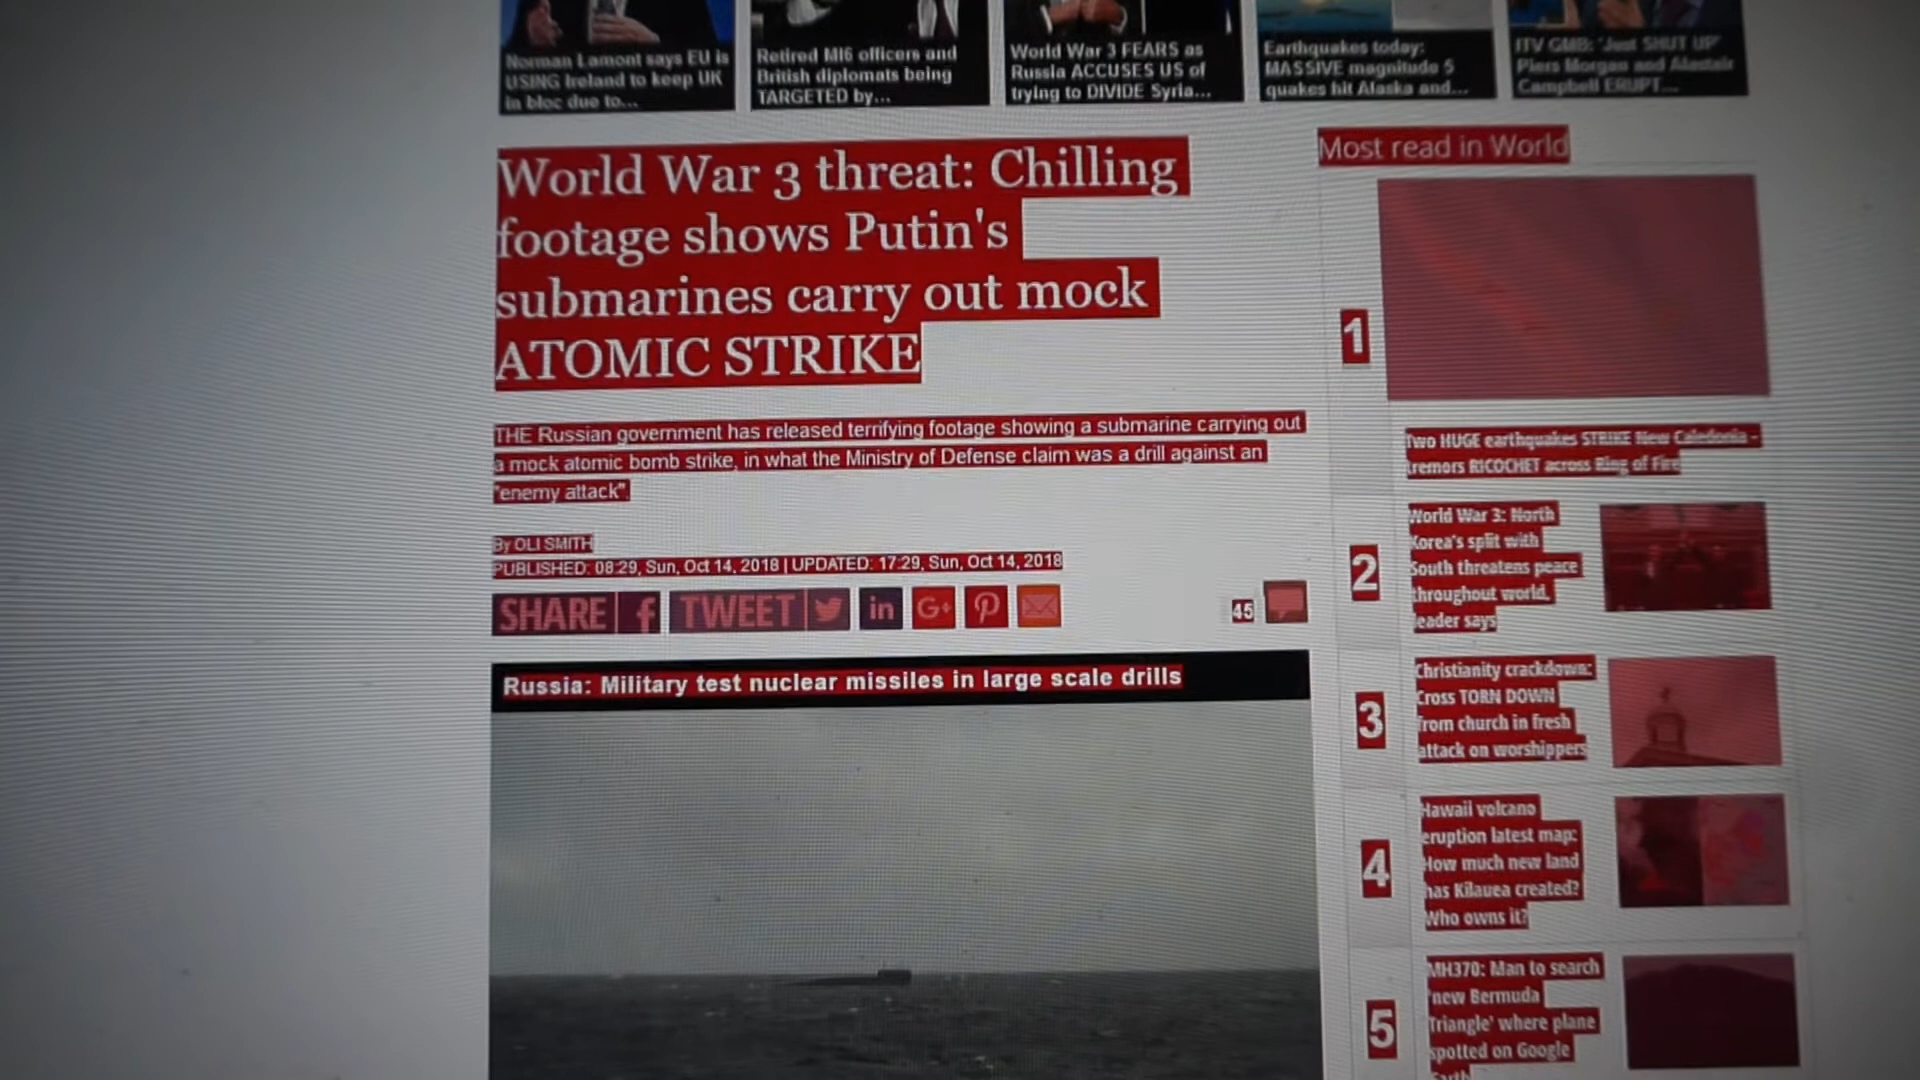 Norman Lamont says EU is
USING Ireland to keep UK
in bloc due to...
Retired MI6 officers and
British diplomats being
TARGETED by...
World War 3 FEARS as
Russia ACCUSES US of
trying to DIVIDE Syria...
Earthquakes today:
MASSIVE magnitude 5
quakes hit Alaska and...
ITV GMB: 'Just SHUT UP'
Piers Morgan and Alastair
Campbell ERUPT...
World War 3 threat: Chilling
footage shows Putin's
submarines carry out mock
ATOMIC STRIKE
THE Russian government has released terrifying footage showing a submarine carrying out
a mock atomic bomb strike, in what the Ministry of Defense claim was a drill against an
"enemy attack".
By OLI SMITH
PUBLISHED: 08:29, Sun, Oct 14, 2018 | UPDATED: 17:29, Sun, Oct 14, 2018
SHARE f TWEET in G+ 45
Russia: Military test nuclear missiles in large scale drills
Most read in World
1
Two HUGE earthquakes STRIKE New Caledonia -
tremors RICOCHET across Ring of Fire
2
World War 3: North
Korea's split with
South threatens peace
throughout world,
leader says
3
Christianity crackdown:
Cross TORN DOWN
from church in fresh
attack on worshippers
4
Hawaii volcano
eruption latest map:
How much new land
has Kilauea created?
Who owns it?
5
MH370: Man to search
'new Bermuda
Triangle' where plane
spotted on Google
Earth